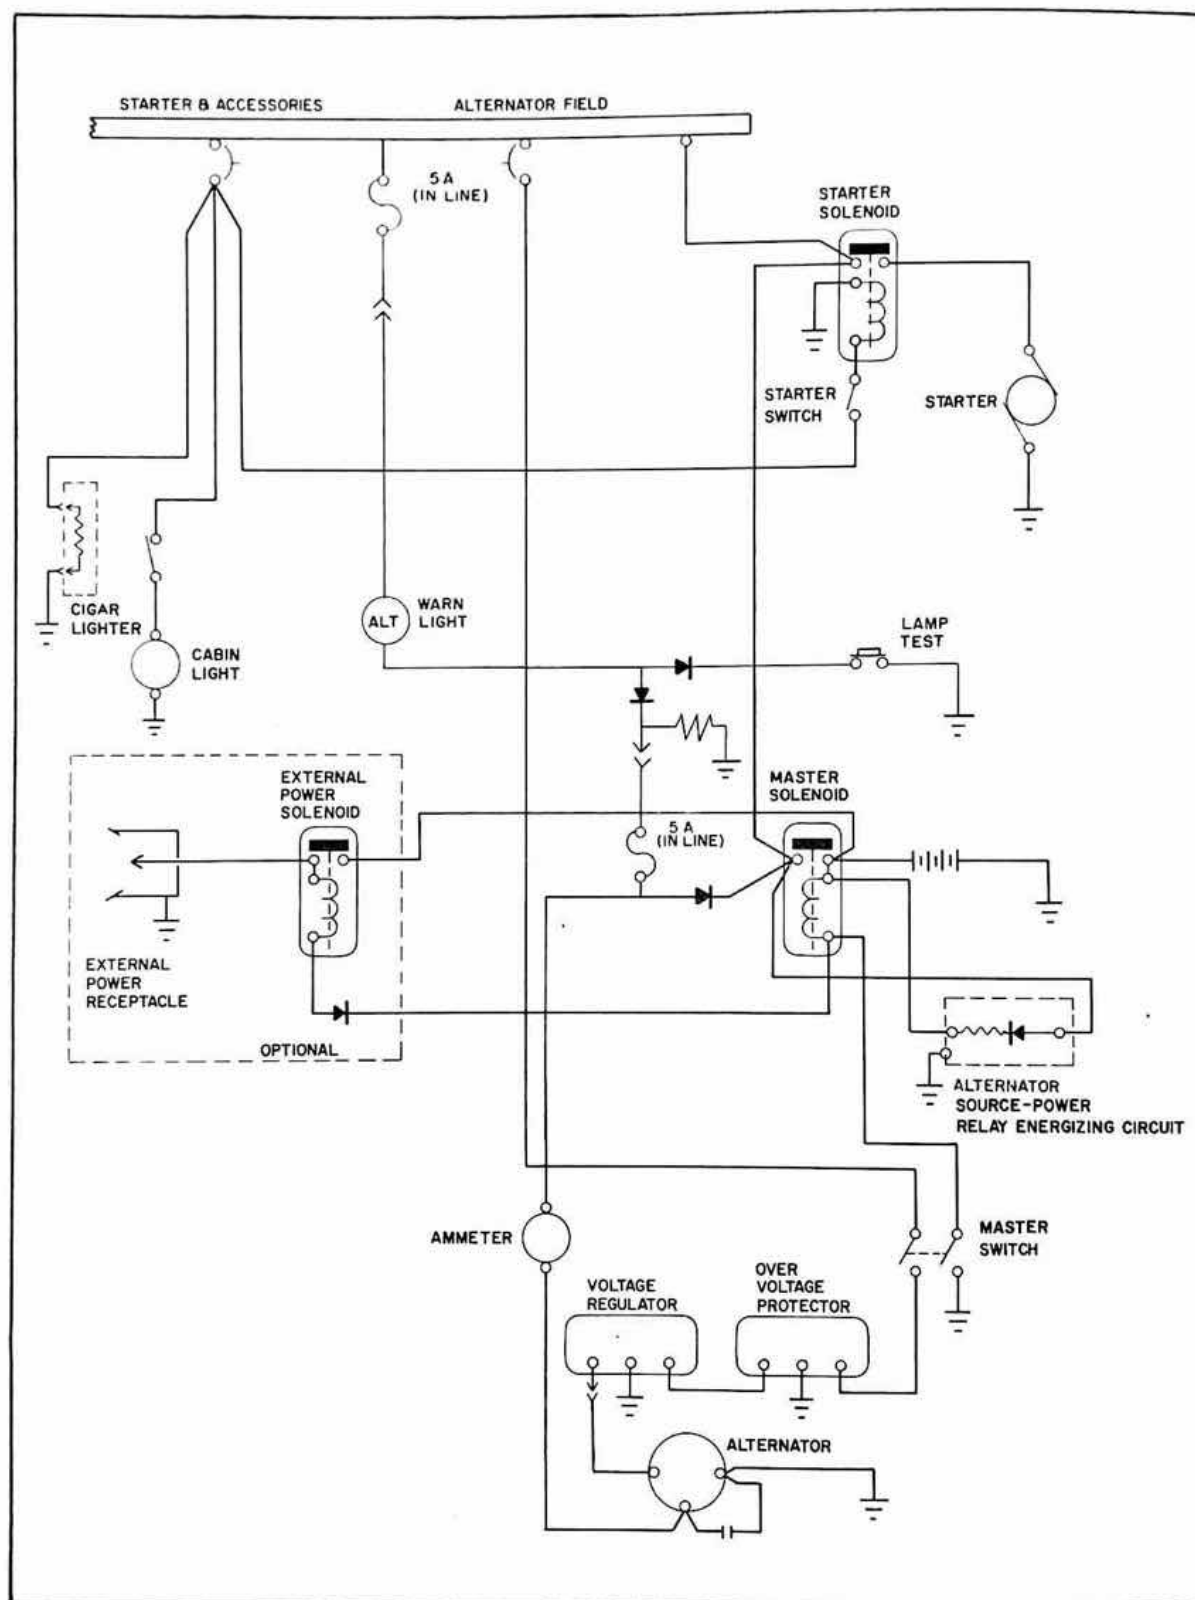 STARTER & ACCESSORIES
ALTERNATOR FIELD
5 A
(IN LINE)
STARTER
SOLENOID
STARTER
SWITCH
STARTER
CIGAR
LIGHTER
CABIN
LIGHT
ALT
WARN
LIGHT
LAMP
TEST
EXTERNAL
POWER
SOLENOID
MASTER
SOLENOID
5 A
(IN LINE)
EXTERNAL
POWER
RECEPTACLE
OPTIONAL
ALTERNATOR
SOURCE-POWER
RELAY ENERGIZING CIRCUIT
AMMETER
MASTER
SWITCH
VOLTAGE
REGULATOR
OVER
VOLTAGE
PROTECTOR
ALTERNATOR